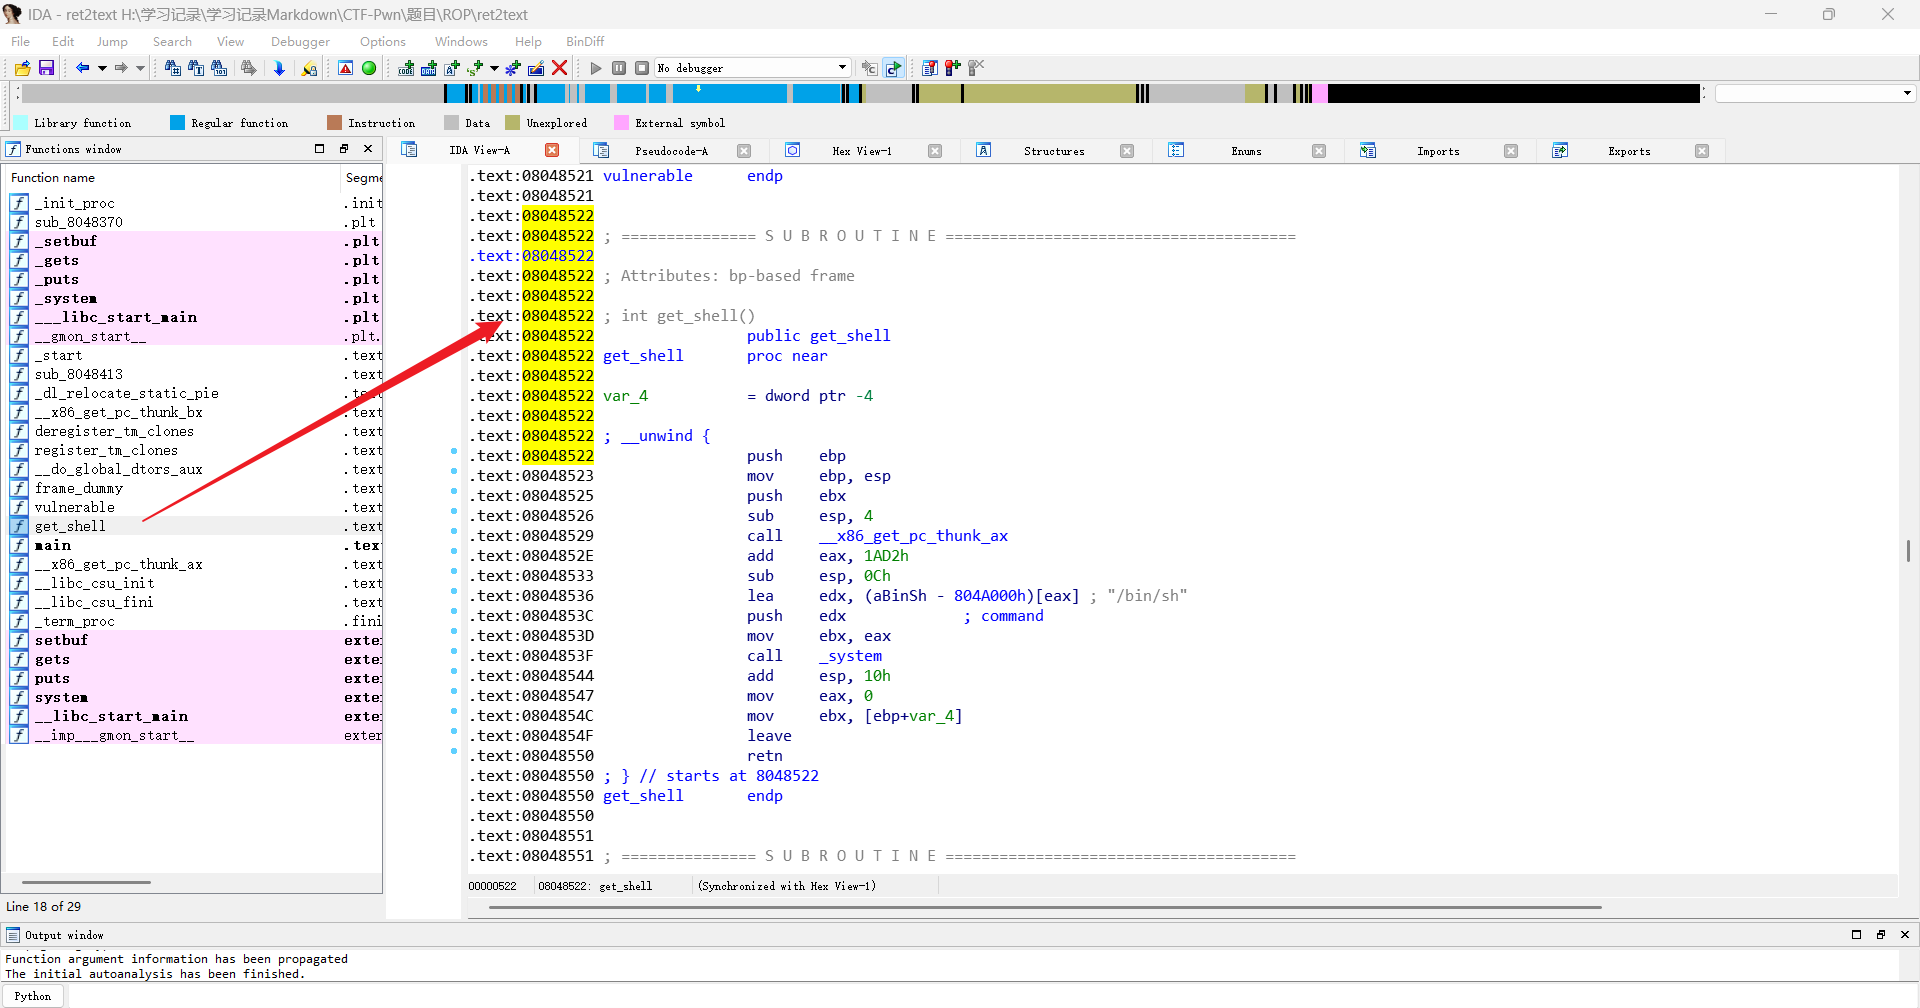 IDA - ret2text H:\学习记录\学习记录Markdown\CTF-Pwn\题目\ROP\ret2text
File Edit Jump Search View Debugger Options Windows Help BinDiff
No debugger
Library function Regular function Instruction Data Unexplored External symbol
Functions window
IDA View-A Pseudocode-A Hex View-1 Structures Enums Imports Exports
Function name Segme
_init_proc .init
sub_8048370 .plt
_setbuf .plt
_gets .plt
_puts .plt
_system .plt
___libc_start_main .plt
__gmon_start__ .plt.
_start .text
sub_8048413 .text
_dl_relocate_static_pie .text
__x86_get_pc_thunk_bx .text
deregister_tm_clones .text
register_tm_clones .text
__do_global_dtors_aux .text
frame_dummy .text
vulnerable .text
get_shell .text
main .tex
__x86_get_pc_thunk_ax .text
__libc_csu_init .text
__libc_csu_fini .text
_term_proc .fini
setbuf exte
gets exte
puts exte
system exte
__libc_start_main exte
__imp___gmon_start__ exter
Line 18 of 29
.text:08048521 vulnerable endp
.text:08048521
.text:08048522
.text:08048522 ; =============== S U B R O U T I N E =======================================
.text:08048522
.text:08048522 ; Attributes: bp-based frame
.text:08048522
.text:08048522 ; int get_shell()
.text:08048522 public get_shell
.text:08048522 get_shell proc near
.text:08048522
.text:08048522 var_4 = dword ptr -4
.text:08048522
.text:08048522 ; __unwind {
.text:08048522 push ebp
.text:08048523 mov ebp, esp
.text:08048525 push ebx
.text:08048526 sub esp, 4
.text:08048529 call __x86_get_pc_thunk_ax
.text:0804852E add eax, 1AD2h
.text:08048533 sub esp, 0Ch
.text:08048536 lea edx, (aBinSh - 804A000h)[eax] ; "/bin/sh"
.text:0804853C push edx ; command
.text:0804853D mov ebx, eax
.text:0804853F call _system
.text:08048544 add esp, 10h
.text:08048547 mov eax, 0
.text:0804854C mov ebx, [ebp+var_4]
.text:0804854F leave
.text:08048550 retn
.text:08048550 ; } // starts at 8048522
.text:08048550 get_shell endp
.text:08048550
.text:08048551
.text:08048551 ; =============== S U B R O U T I N E =======================================
00000522 08048522: get_shell (Synchronized with Hex View-1)
Output window
Function argument information has been propagated
The initial autoanalysis has been finished.
Python